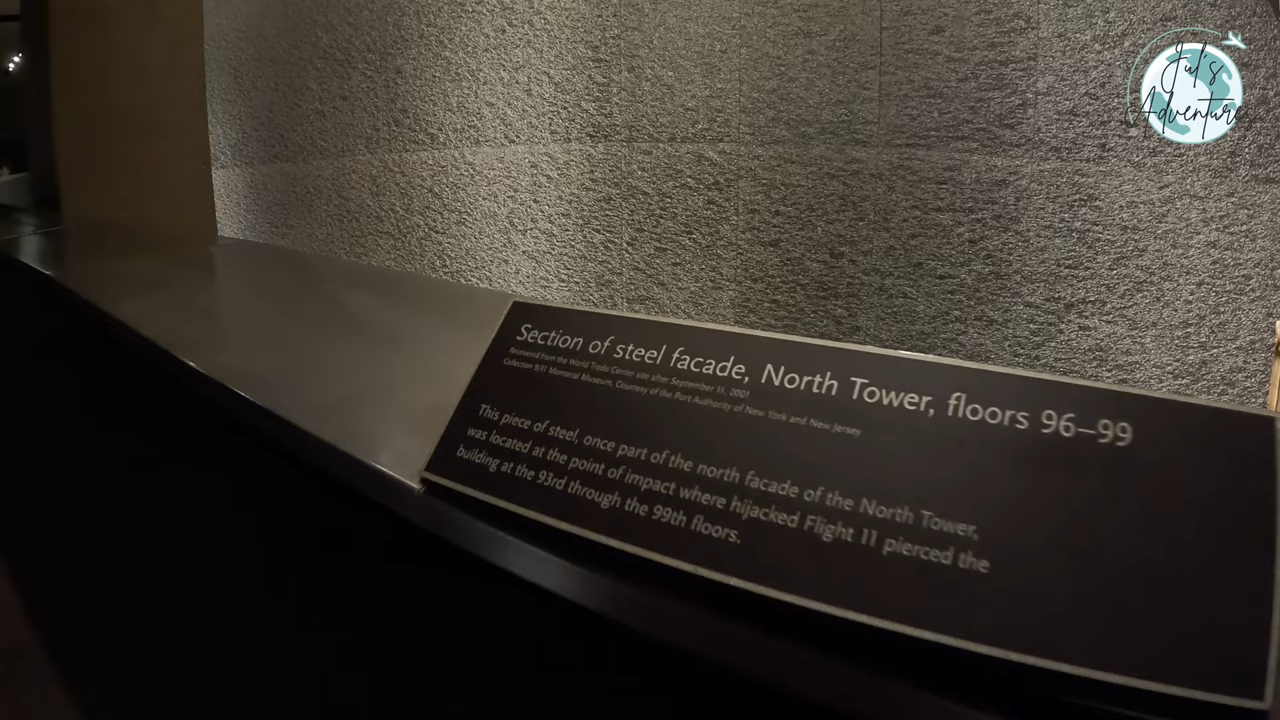 Jul's
Adventures
Section of steel facade, North Tower, floors 96–99
Recovered from the World Trade Center site after September 11, 2001
Collection 9/11 Memorial Museum, Courtesy of the Port Authority of New York and New Jersey
This piece of steel, once part of the north facade of the North Tower,
was located at the point of impact where hijacked Flight 11 pierced the
building at the 93rd through the 99th floors.